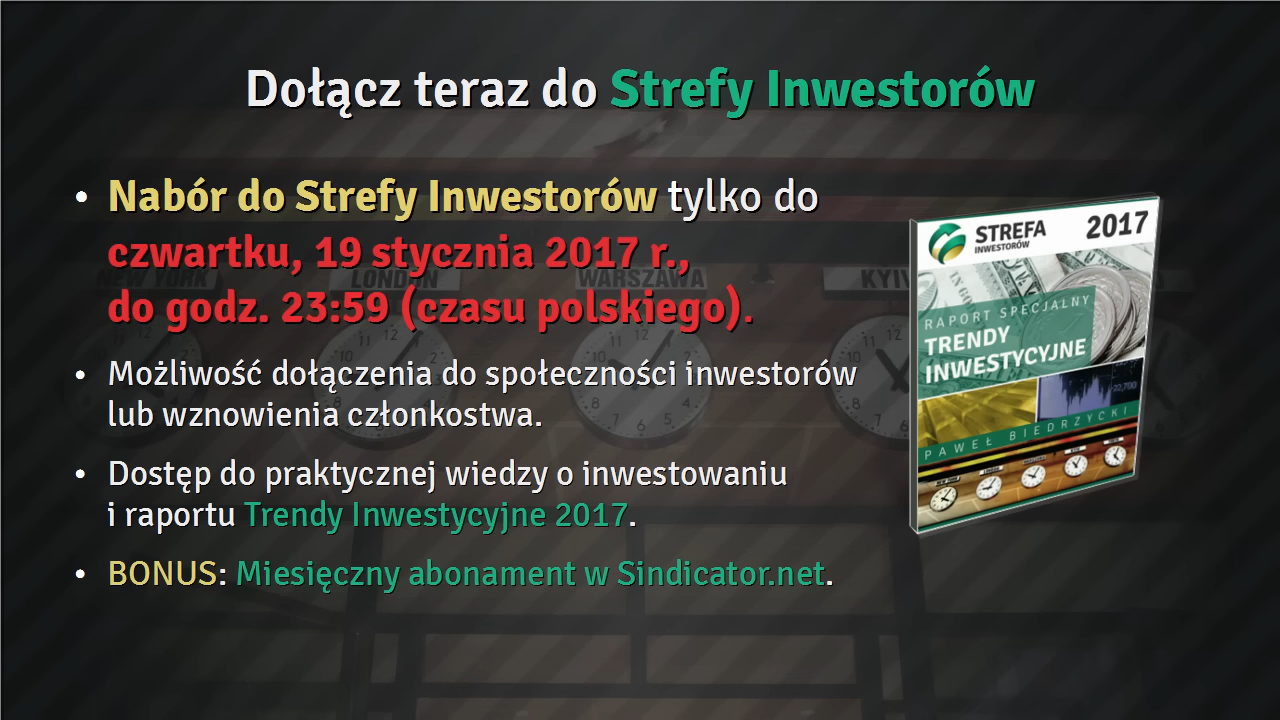 Dołącz teraz do Strefy Inwestorów
• Nabór do Strefy Inwestorów tylko do
czwartku, 19 stycznia 2017 r.,
do godz. 23:59 (czasu polskiego).
• Możliwość dołączenia do społeczności inwestorów
lub wznowienia członkostwa.
• Dostęp do praktycznej wiedzy o inwestowaniu
i raportu Trendy Inwestycyjne 2017.
• BONUS: Miesięczny abonament w Sindicator.net.
STREFA
INWESTORÓW
2017
RAPORT SPECJALNY
TRENDY
INWESTYCYJNE
PAWEŁ BIEDRZYCKI
NEW YORK
LONDON
WARSZAWA